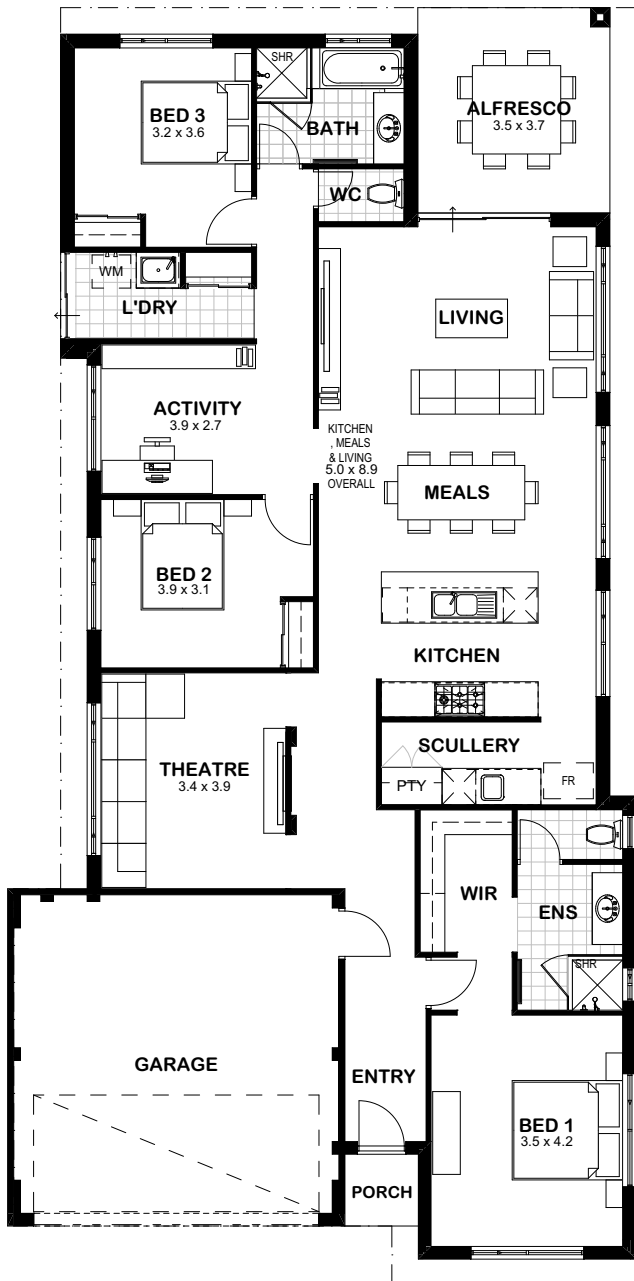 SHR
BED 3
3.2 x 3.6
BATH
ALFRESCO
3.5 x 3.7
WC
WM
L'DRY
LIVING
ACTIVITY
3.9 x 2.7
KITCHEN
, MEALS
& LIVING
5.0 x 8.9
OVERALL
MEALS
BED 2
3.9 x 3.1
KITCHEN
SCULLERY
THEATRE
3.4 x 3.9
PTY
FR
WIR
ENS
SHR
GARAGE
ENTRY
BED 1
3.5 x 4.2
PORCH